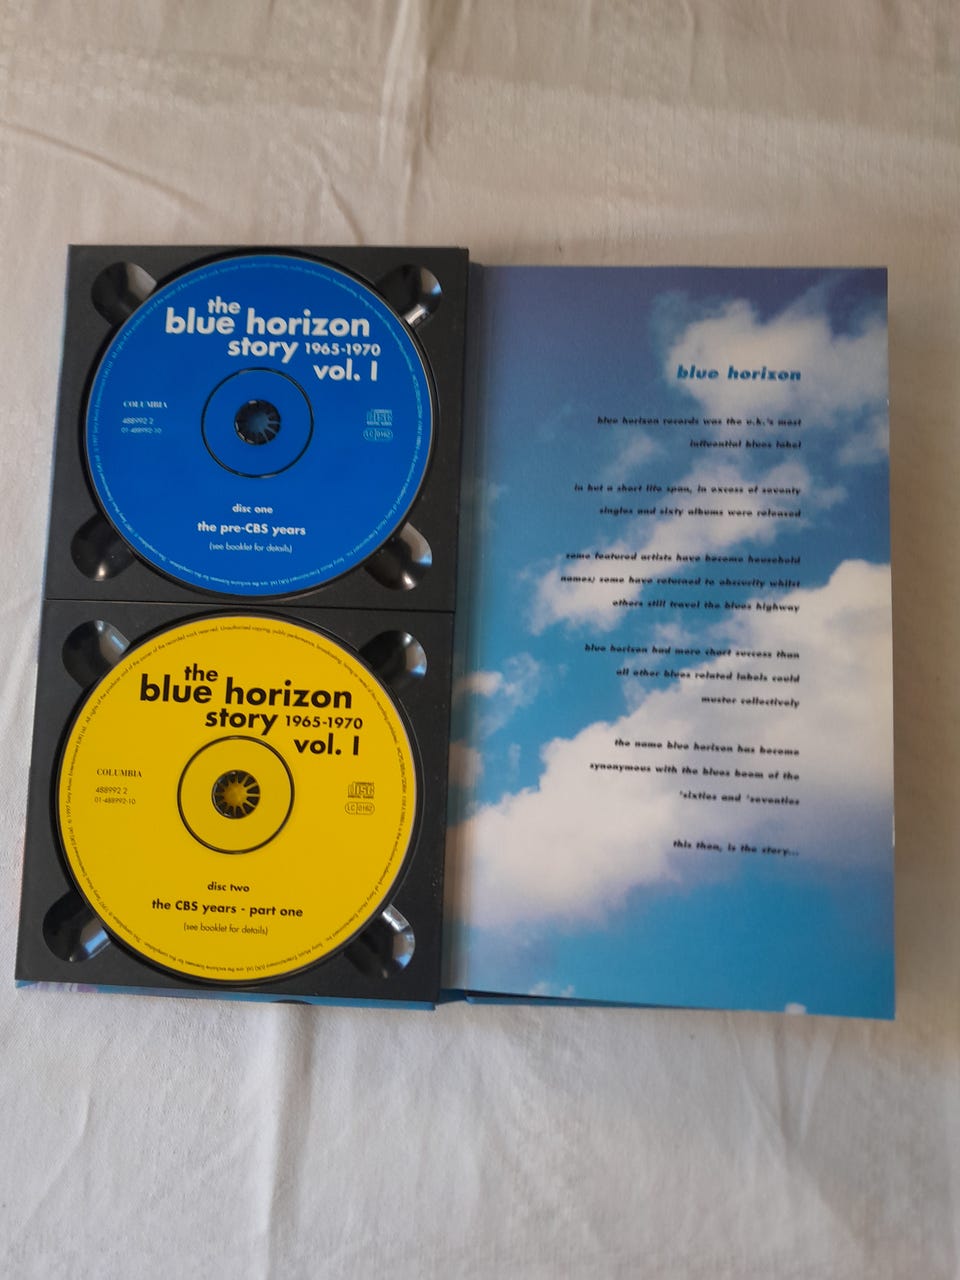 the
blue horizon
story 1965-1970
vol. I
COLUMBIA
488992 2
01-488992-10
disc
LC 0162
disc one
the pre-CBS years
(see booklet for details)
the
blue horizon
story 1965-1970
vol. I
COLUMBIA
488992 2
01-488992-10
disc
LC 0162
disc two
the CBS years - part one
(see booklet for details)
blue horizon
blue horizon records was the u.k.'s most
influential blues label
in but a short life span, in excess of seventy
singles and sixty albums were released
some featured artists have become household
names; some have returned to obscurity whilst
others still travel the blues highway
blue horizon had more chart success than
all other blues related labels could
muster collectively
the name blue horizon has become
synonymous with the blues boom of the
'sixties and 'seventies
this then, is the story...